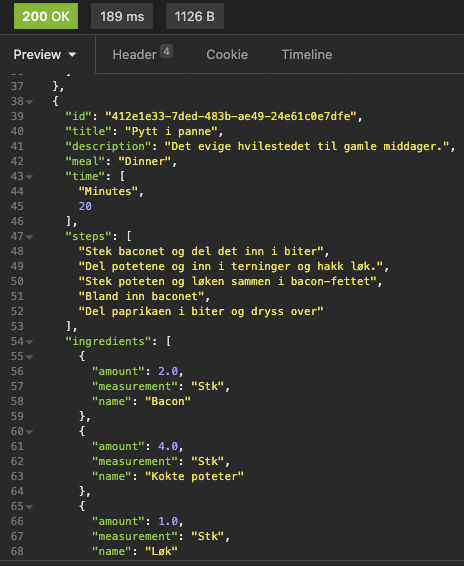 200 OK 189 ms 1126 B
Preview Header 4 Cookie Timeline
37 },
38 {
39 "id": "412e1e33-7ded-483b-ae49-24e61c0e7dfe",
40 "title": "Pytt i panne",
41 "description": "Det evige hvilestedet til gamle middager.",
42 "meal": "Dinner",
43 "time": [
44 "Minutes",
45 20
46 ],
47 "steps": [
48 "Stek baconet og del det inn i biter",
49 "Del potetene og inn i terninger og hakk løk.",
50 "Stek poteten og løken sammen i bacon-fettet",
51 "Bland inn baconet",
52 "Del paprikaen i biter og dryss over"
53 ],
54 "ingredients": [
55 {
56 "amount": 2.0,
57 "measurement": "Stk",
58 "name": "Bacon"
59 },
60 {
61 "amount": 4.0,
62 "measurement": "Stk",
63 "name": "Kokte poteter"
64 },
65 {
66 "amount": 1.0,
67 "measurement": "Stk",
68 "name": "Løk"